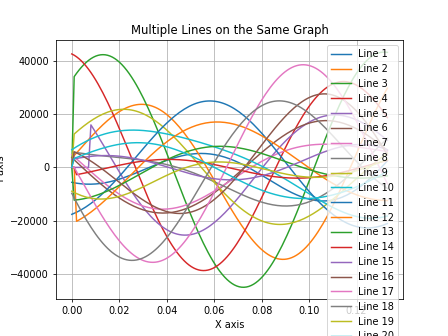 Multiple Lines on the Same Graph
40000
20000
0
−20000
−40000
0.00
0.02
0.04
0.06
0.08
0.10
X axis
Line 1
Line 2
Line 3
Line 4
Line 5
Line 6
Line 7
Line 8
Line 9
Line 10
Line 11
Line 12
Line 13
Line 14
Line 15
Line 16
Line 17
Line 18
Line 19
Line 20